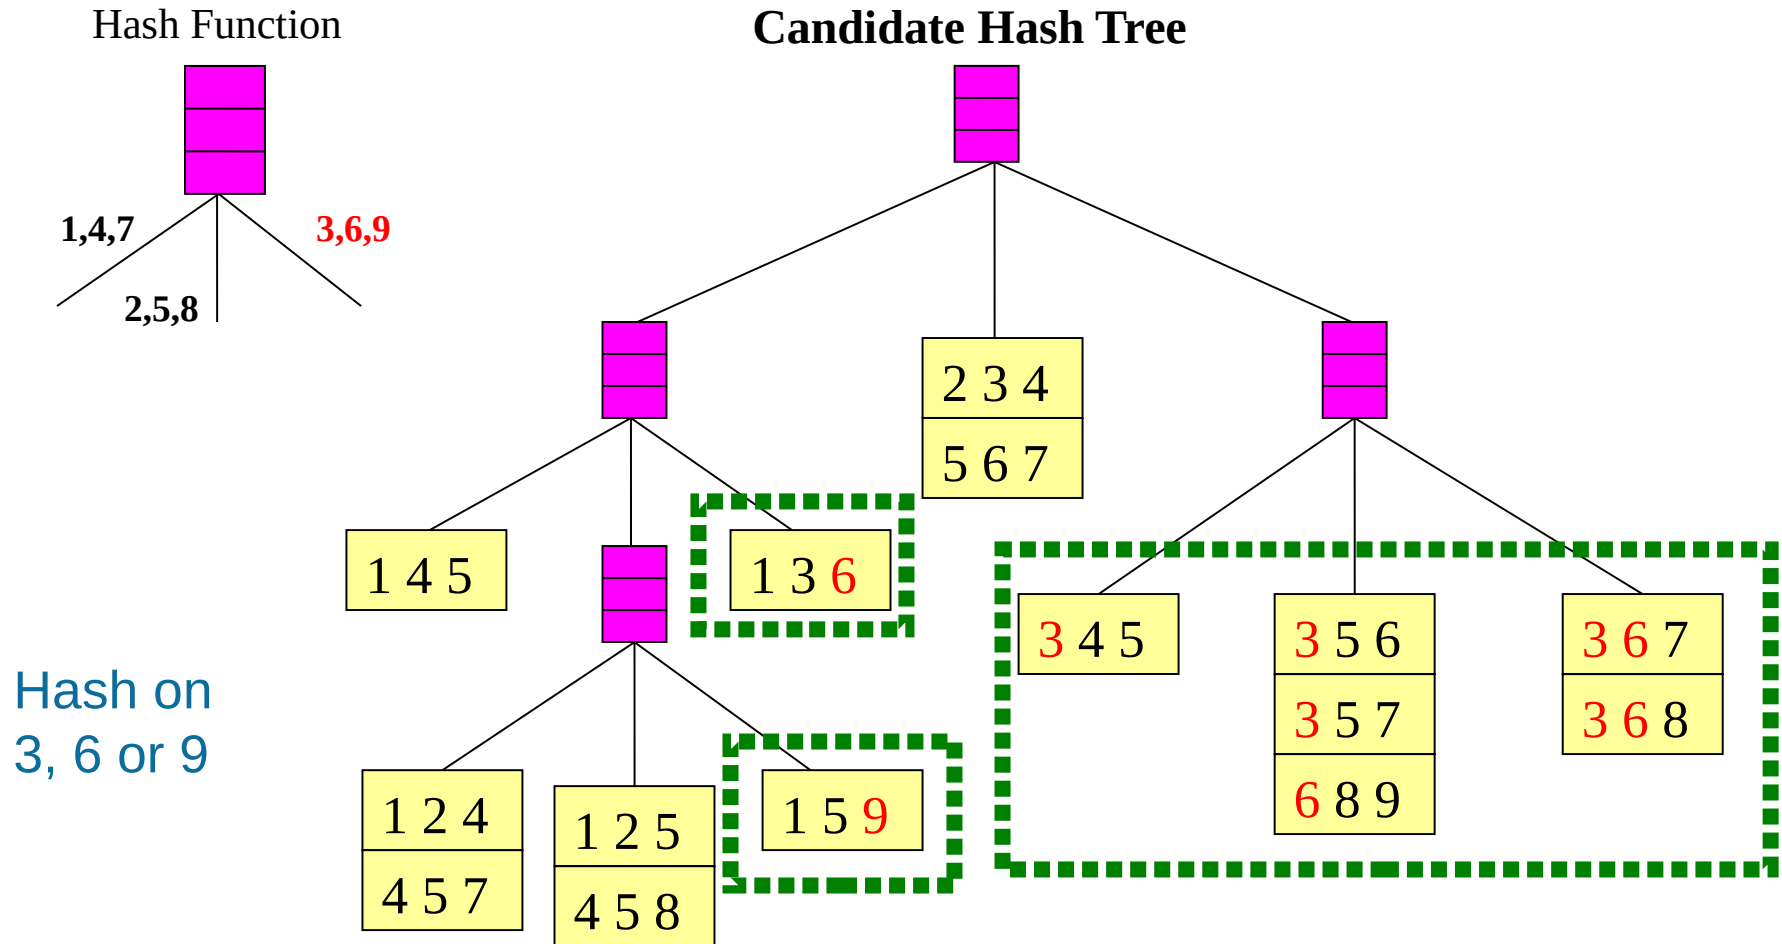 Hash Function
Candidate Hash Tree
1,4,7
3,6,9
2,5,8
2 3 4
5 6 7
1 4 5
1 3 6
3 4 5
3 5 6
3 6 7
3 5 7
3 6 8
6 8 9
Hash on
3, 6 or 9
1 2 4
1 2 5
1 5 9
4 5 7
4 5 8